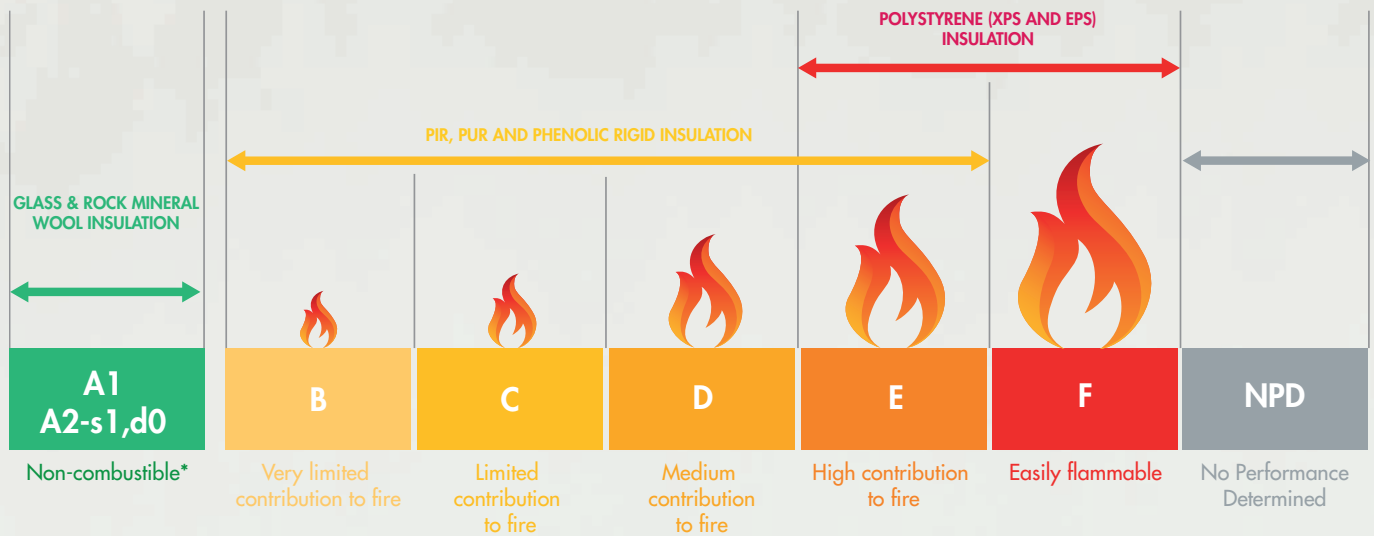 POLYSTYRENE (XPS AND EPS)
INSULATION
PIR, PUR AND PHENOLIC RIGID INSULATION
GLASS & ROCK MINERAL
WOOL INSULATION
A1
A2-s1,d0
B
C
D
E
F
NPD
Non-combustible*
Very limited
contribution to fire
Limited
contribution
to fire
Medium
contribution
to fire
High contribution
to fire
Easily flammable
No Performance
Determined